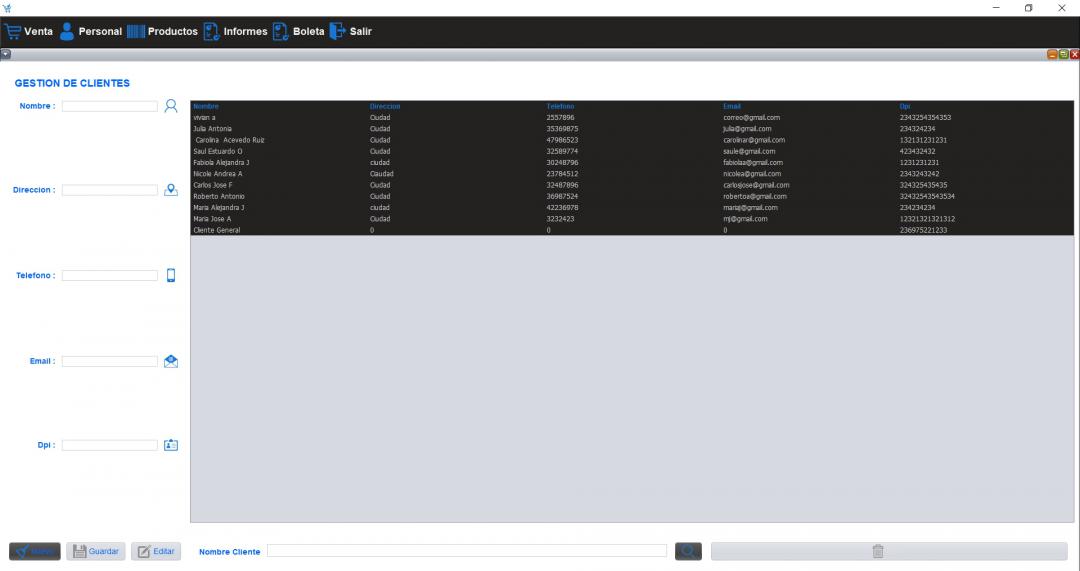 Venta Personal Productos Informes Boleta Salir
GESTION DE CLIENTES
Nombre :
Direccion :
Telefono :
Email :
Dpi :
Nombre Direccion Telefono Email Dpi
vivian a Ciudad 2557896 correo@gmail.com 2343254354353
Julia Antonia Ciudad 35369875 julia@gmail.com 234324234
Carolina Acevedo Ruiz Ciudad 47986523 carolinar@gmail.com 132131231231
Saul Estuardo O Ciudad 32589774 saule@gmail.com 423432432
Fabiola Alejandra J ciudad 30248796 fabiolaa@gmail.com 1231231231
Nicole Andrea A Ciaudad 23784512 nicolea@gmail.com 2343243242
Carlos Jose F Ciudad 32487896 carlosjose@gmail.com 324325435435
Roberto Antonio Ciudad 36987524 robertoa@gmail.com 32432543543534
Maria Alejandra J ciudad 42236978 mariaj@gmail.com 234234234
Maria Jose A Ciudad 3232423 mj@gmail.com 12321321321312
Cliente General 0 0 0 236975221233
Nuevo Guardar Editar Nombre Cliente